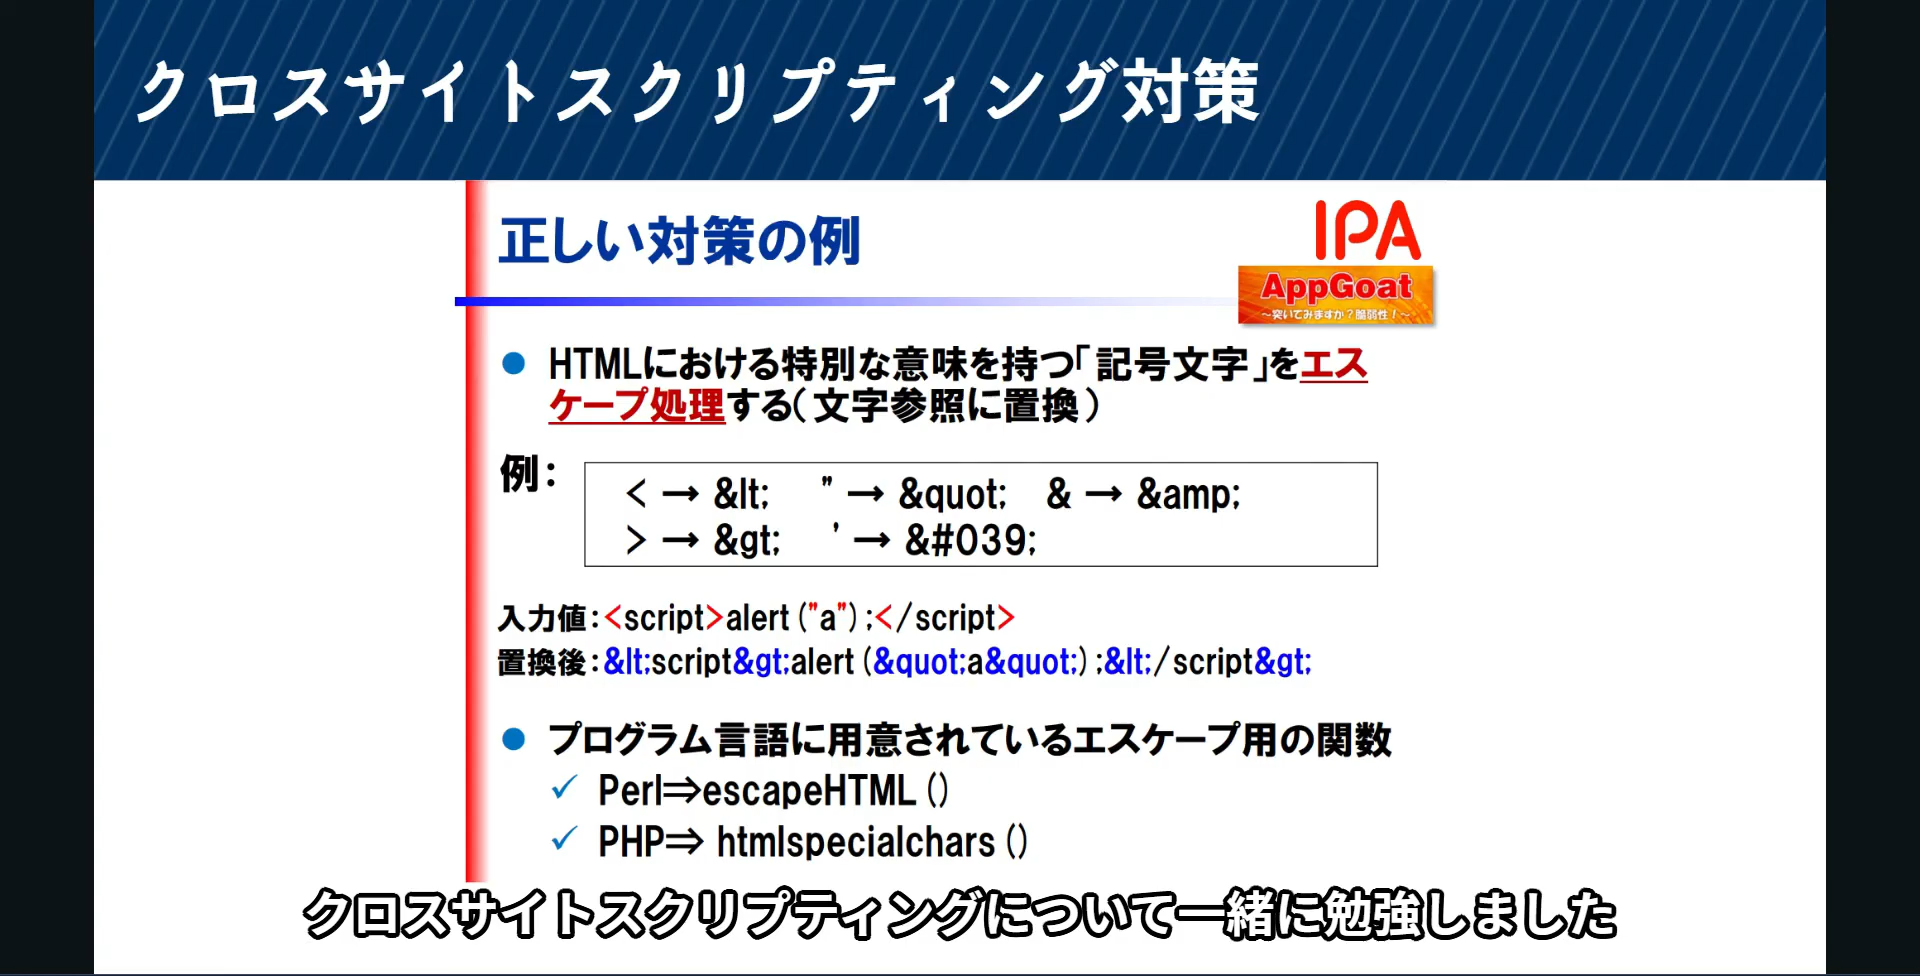 クロスサイトスクリプティング対策
正しい対策の例
IPA
AppGoat
~突いてみますか?脆弱性!~
● HTMLにおける特別な意味を持つ「記号文字」をエス
ケープ処理する(文字参照に置換)
例:
< → &lt; " → &quot; & → &amp;
> → &gt; ' → &#039;
入力値:<script>alert("a");</script>
置換後:&lt;script&gt;alert(&quot;a&quot;);&lt;/script&gt;
● プログラム言語に用意されているエスケープ用の関数
✓ Perl⇒escapeHTML()
✓ PHP⇒ htmlspecialchars()
クロスサイトスクリプティングについて一緒に勉強しました